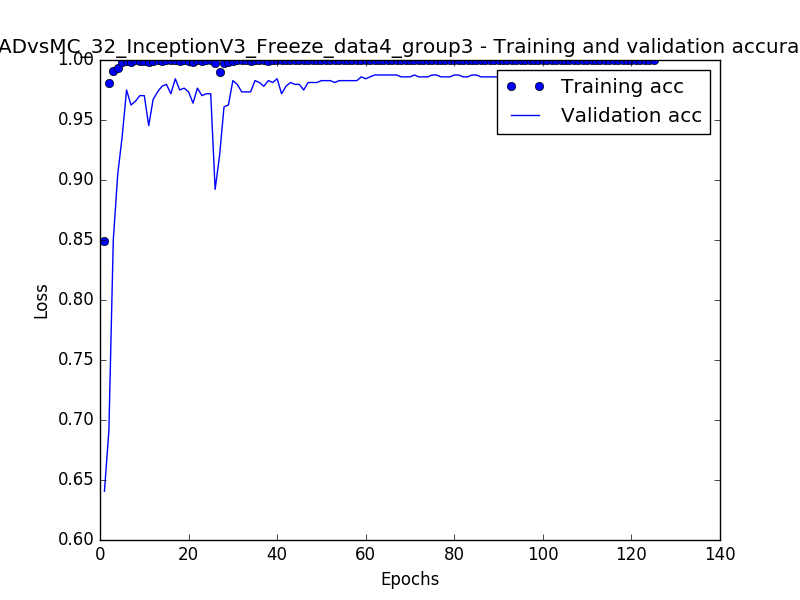 ADvsMC_32_InceptionV3_Freeze_data4_group3 - Training and validation accura
1.00
0.95
0.90
0.85
0.80
0.75
0.70
0.65
0.60
Loss
Training acc
Validation acc
0 20 40 60 80 100 120 140
Epochs